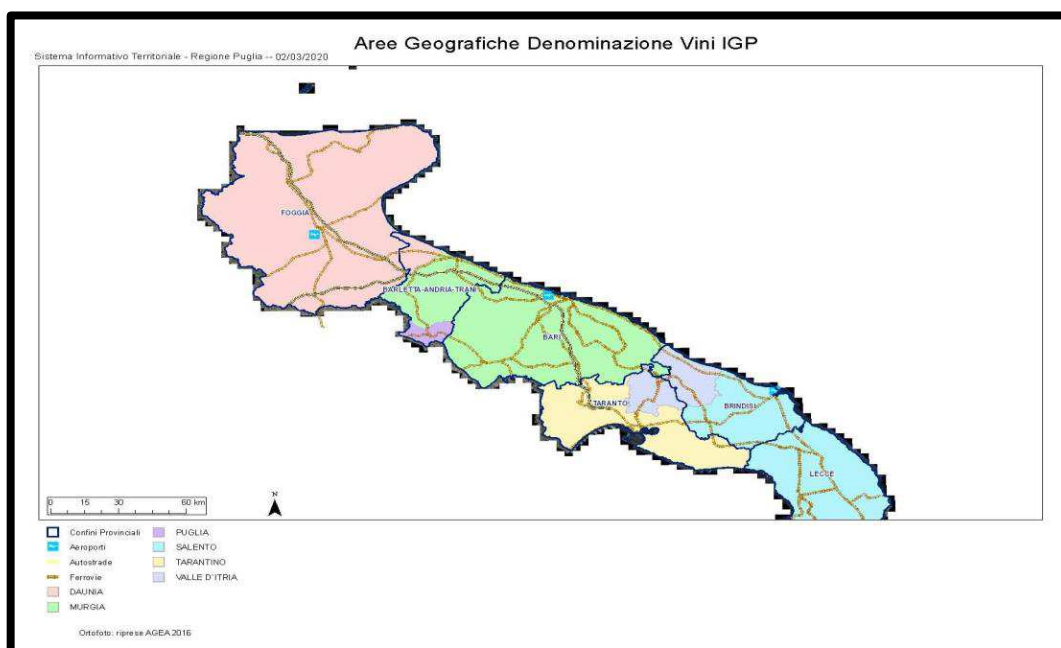 Aree Geografiche Denominazione Vini IGP
Sistema Informativo Territoriale - Regione Puglia -- 02/03/2020
FOGGIA
BARLETTA-ANDRIA-TRANI
BARI
TARANTO
BRINDISI
LECCE
0 15 30 60 km
N
Confini Provinciali
Aeroporti
Autostrade
Ferrovie
DAUNIA
MURGIA
PUGLIA
SALENTO
TARANTINO
VALLE D'ITRIA
Ortofoto: riprese AGEA 2016